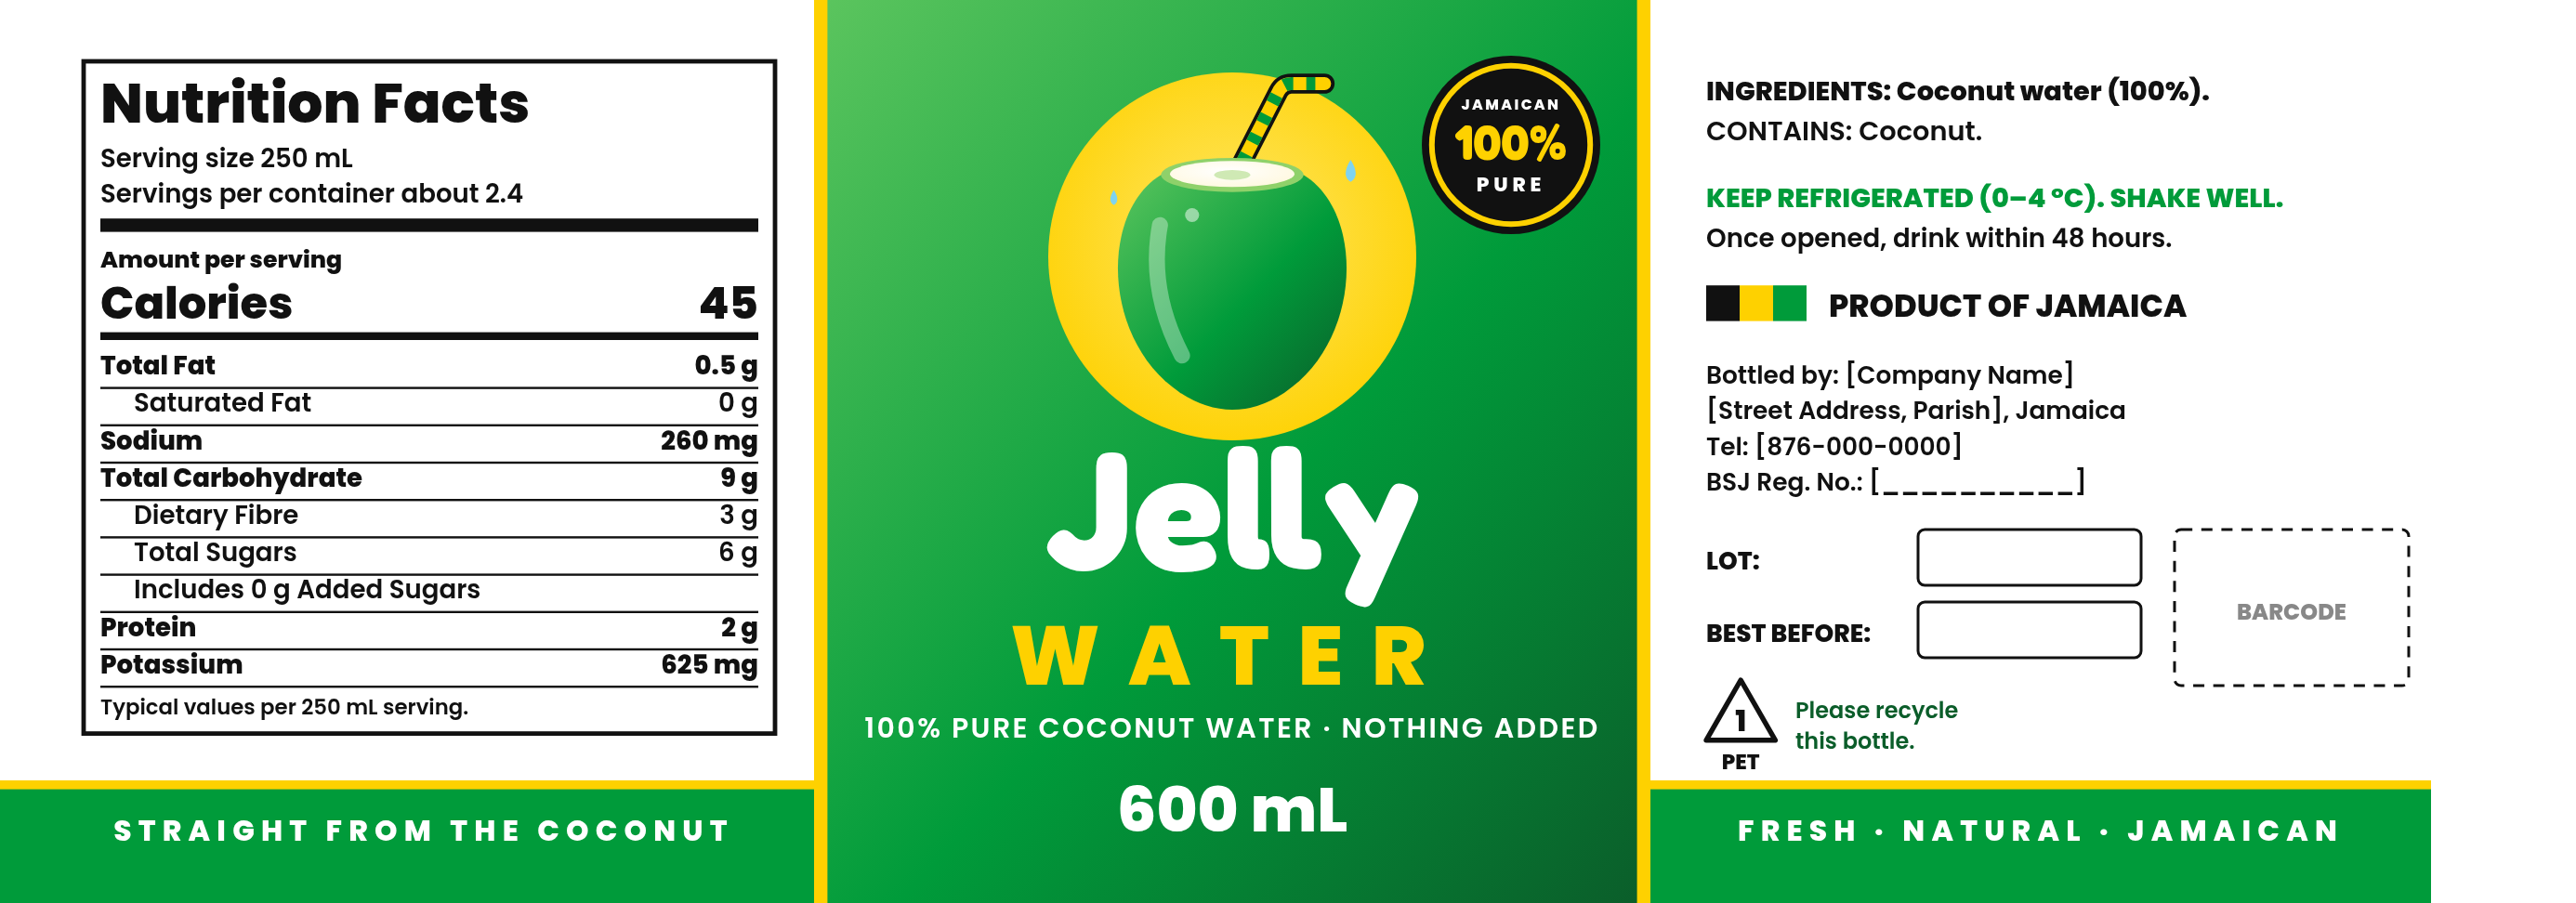 Nutrition Facts
Serving size 250 mL
Servings per container about 2.4
Amount per serving
Calories 45
Total Fat 0.5 g
Saturated Fat 0 g
Sodium 260 mg
Total Carbohydrate 9 g
Dietary Fibre 3 g
Total Sugars 6 g
Includes 0 g Added Sugars
Protein 2 g
Potassium 625 mg
Typical values per 250 mL serving.
STRAIGHT FROM THE COCONUT
JAMAICAN
100%
PURE
Jelly
WATER
100% PURE COCONUT WATER · NOTHING ADDED
600 mL
INGREDIENTS: Coconut water (100%).
CONTAINS: Coconut.
KEEP REFRIGERATED (0–4 °C). SHAKE WELL.
Once opened, drink within 48 hours.
PRODUCT OF JAMAICA
Bottled by: [Company Name]
[Street Address, Parish], Jamaica
Tel: [876-000-0000]
BSJ Reg. No.: [__________]
LOT:
BEST BEFORE:
BARCODE
1
PET
Please recycle
this bottle.
FRESH · NATURAL · JAMAICAN